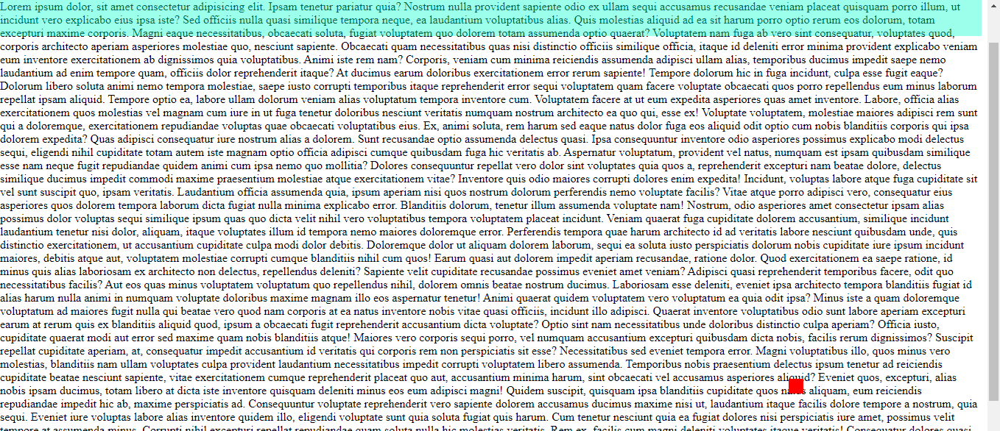 Lorem ipsum dolor, sit amet consectetur adipisicing elit. Ipsam tenetur pariatur quia? Nostrum nulla provident sapiente odio ex ullam sequi accusamus recusandae veniam placeat quisquam porro illum, ut
incidunt vero explicabo eius ipsa iste? Sed officiis nulla quasi similique tempora neque, ea laudantium voluptatibus alias. Quis molestias aliquid ad ea sit harum porro optio rerum eos dolorum, totam
excepturi maxime corporis. Magni eaque necessitatibus, obcaecati soluta, fugiat voluptatem quo dolorem totam assumenda optio quaerat? Voluptatem nam fuga ab vero sint consequatur, voluptates quod,
corporis architecto aperiam asperiores molestiae quo, nesciunt sapiente. Obcaecati quam necessitatibus quas nisi distinctio officiis similique officia, itaque id deleniti error minima provident explicabo veniam
eum inventore exercitationem ab dignissimos quia voluptatibus. Animi iste rem nam? Corporis, veniam cum minima reiciendis assumenda adipisci ullam alias, temporibus ducimus impedit saepe nemo
laudantium ad enim tempore quam, officiis dolor reprehenderit itaque? At ducimus earum doloribus exercitationem error rerum sapiente! Tempore dolorum hic in fuga incidunt, culpa esse fugit eaque?
Dolorum libero soluta animi nemo tempora molestiae, saepe iusto corrupti temporibus itaque reprehenderit error sequi voluptatem quam facere voluptate obcaecati quos porro repellendus eum minus laborum
repellat ipsam aliquid. Tempore optio ea, labore ullam dolorum veniam alias voluptatum tempora inventore cum. Voluptatem facere at ut eum expedita asperiores quas amet inventore. Labore, officia alias
exercitationem quos molestias vel magnam cum iure in ut fuga tenetur doloribus nesciunt veritatis numquam nostrum architecto ea quo qui, esse ex! Voluptate voluptatem, molestiae maiores adipisci rem sunt
qui a doloremque, exercitationem repudiandae voluptas quae obcaecati voluptatibus eius. Ex, animi soluta, rem harum sed eaque natus dolor fuga eos aliquid odit optio cum nobis blanditiis corporis qui ipsa
dolorem expedita? Quas adipisci consequatur iure nostrum alias a dolorem. Sunt recusandae optio assumenda delectus quasi. Ipsa consequuntur inventore odio asperiores possimus explicabo modi delectus
sequi, eligendi nihil cupiditate totam autem iste magnam optio officia adipisci cumque quibusdam fuga hic veritatis ab. Aspernatur voluptatum, provident vel natus, numquam est ipsam quibusdam similique
esse nam neque fugit repudiandae quidem animi cum ipsa nemo quo mollitia? Dolores consequuntur repellat vero dolor sint voluptates quia quos a, reprehenderit excepturi nam beatae dolore, delectus
similique ducimus impedit commodi maxime praesentium molestiae atque exercitationem vitae? Inventore quis odio maiores corrupti dolores enim expedita! Incidunt, voluptas labore atque fuga cupiditate sit
vel sunt suscipit quo, ipsam veritatis. Laudantium officia assumenda quia, ipsum aperiam nisi quos nostrum dolorum perferendis nemo voluptate facilis? Vitae atque porro adipisci vero, consequatur eius
asperiores quos dolorem tempora laborum dicta fugiat nulla minima explicabo error. Blanditiis dolorum, tenetur illum assumenda voluptate nam! Nostrum, odio asperiores amet consectetur ipsam alias
possimus dolor voluptas sequi similique ipsum quas quo dicta velit nihil vero voluptatibus tempora voluptatem placeat incidunt. Veniam quaerat fuga cupiditate dolorem accusantium, similique incidunt
laudantium tenetur nisi dolor, aliquam, itaque voluptates illum id tempora nemo maiores doloremque error. Perferendis tempora quae harum architecto id ad veritatis labore nesciunt quibusdam unde, quis
distinctio exercitationem, ut accusantium cupiditate culpa modi dolor debitis. Doloremque dolor ut aliquam dolorem laborum, sequi ea soluta iusto perspiciatis dolorum nobis cupiditate iure ipsum incidunt
maiores, debitis atque aut, voluptatem molestiae corrupti cumque blanditiis nihil cum quos! Earum quasi aut dolorem impedit aperiam recusandae, ratione dolor. Quod exercitationem ea saepe ratione, id
minus quis alias laboriosam ex architecto non delectus, repellendus deleniti? Sapiente velit cupiditate recusandae possimus eveniet amet veniam? Adipisci quasi reprehenderit temporibus facere, odit quo
necessitatibus facilis? Aut eos quas minus voluptatem voluptatum quo repellendus nihil, dolorem omnis beatae nostrum ducimus. Laboriosam esse deleniti, eveniet ipsa architecto tempora blanditiis fugiat id
alias harum nulla animi in numquam voluptate doloribus maxime magnam illo eos aspernatur tenetur! Animi quaerat quidem voluptatem vero voluptatum ea quia odit ipsa? Minus iste a quam doloremque
voluptatum ad maiores fugit nulla qui beatae vero quod nam corporis at ea natus inventore nobis vitae quasi officiis, incidunt illo adipisci. Quaerat inventore voluptatibus odio sunt labore aperiam excepturi
earum at rerum quis ex blanditiis aliquid quod, ipsum a obcaecati fugit reprehenderit accusantium dicta voluptate? Optio sint nam necessitatibus unde doloribus distinctio culpa aperiam? Officia iusto,
cupiditate quaerat modi aut error sed maxime quam nobis blanditiis atque! Maiores vero corporis sequi porro, vel numquam accusantium excepturi quibusdam dicta nobis, facilis rerum dignissimos? Suscipit
repellat cupiditate aperiam, at, consequatur impedit accusantium id veritatis qui corporis rem non perspiciatis sit esse? Necessitatibus sed eveniet tempora error. Magni voluptatibus illo, quos minus vero
molestias, blanditiis nam ullam voluptates culpa provident laudantium necessitatibus impedit corrupti voluptatem libero assumenda. Temporibus nobis praesentium delectus ipsum tenetur ad reiciendis
cupiditate beatae nesciunt sapiente, vitae exercitationem cumque reprehenderit placeat quo aut, accusantium minima harum, sint obcaecati vel accusamus asperiores aliquid? Eveniet quos, excepturi, alias
nobis ipsam ducimus, totam libero at dicta iste inventore quisquam deleniti minus eos eum adipisci magni! Quidem suscipit, quisquam ipsa blanditiis cupiditate quos aliquam, eum reiciendis
repudiandae impedit hic ab, maxime perspiciatis ad. Consequuntur voluptate reprehenderit vero sapiente dolorem accusamus ducimus maxime nisi ut, laudantium itaque facilis dolore tempore a nostrum, quia
sequi. Eveniet iure voluptas labore alias inventore quidem illo, eligendi voluptate sunt quia soluta fugiat quis harum. Cum tenetur nesciunt quia ea fugiat dolores nisi perspiciatis iure amet, possimus velit
tempore at assumenda minus. Corrupti nihil excepturi repudiandae quam soluta nulla hic molestias veritatis. Rem ex, facilis cum magni deleniti voluptates itaque veritatis! Consequatur dolores quas